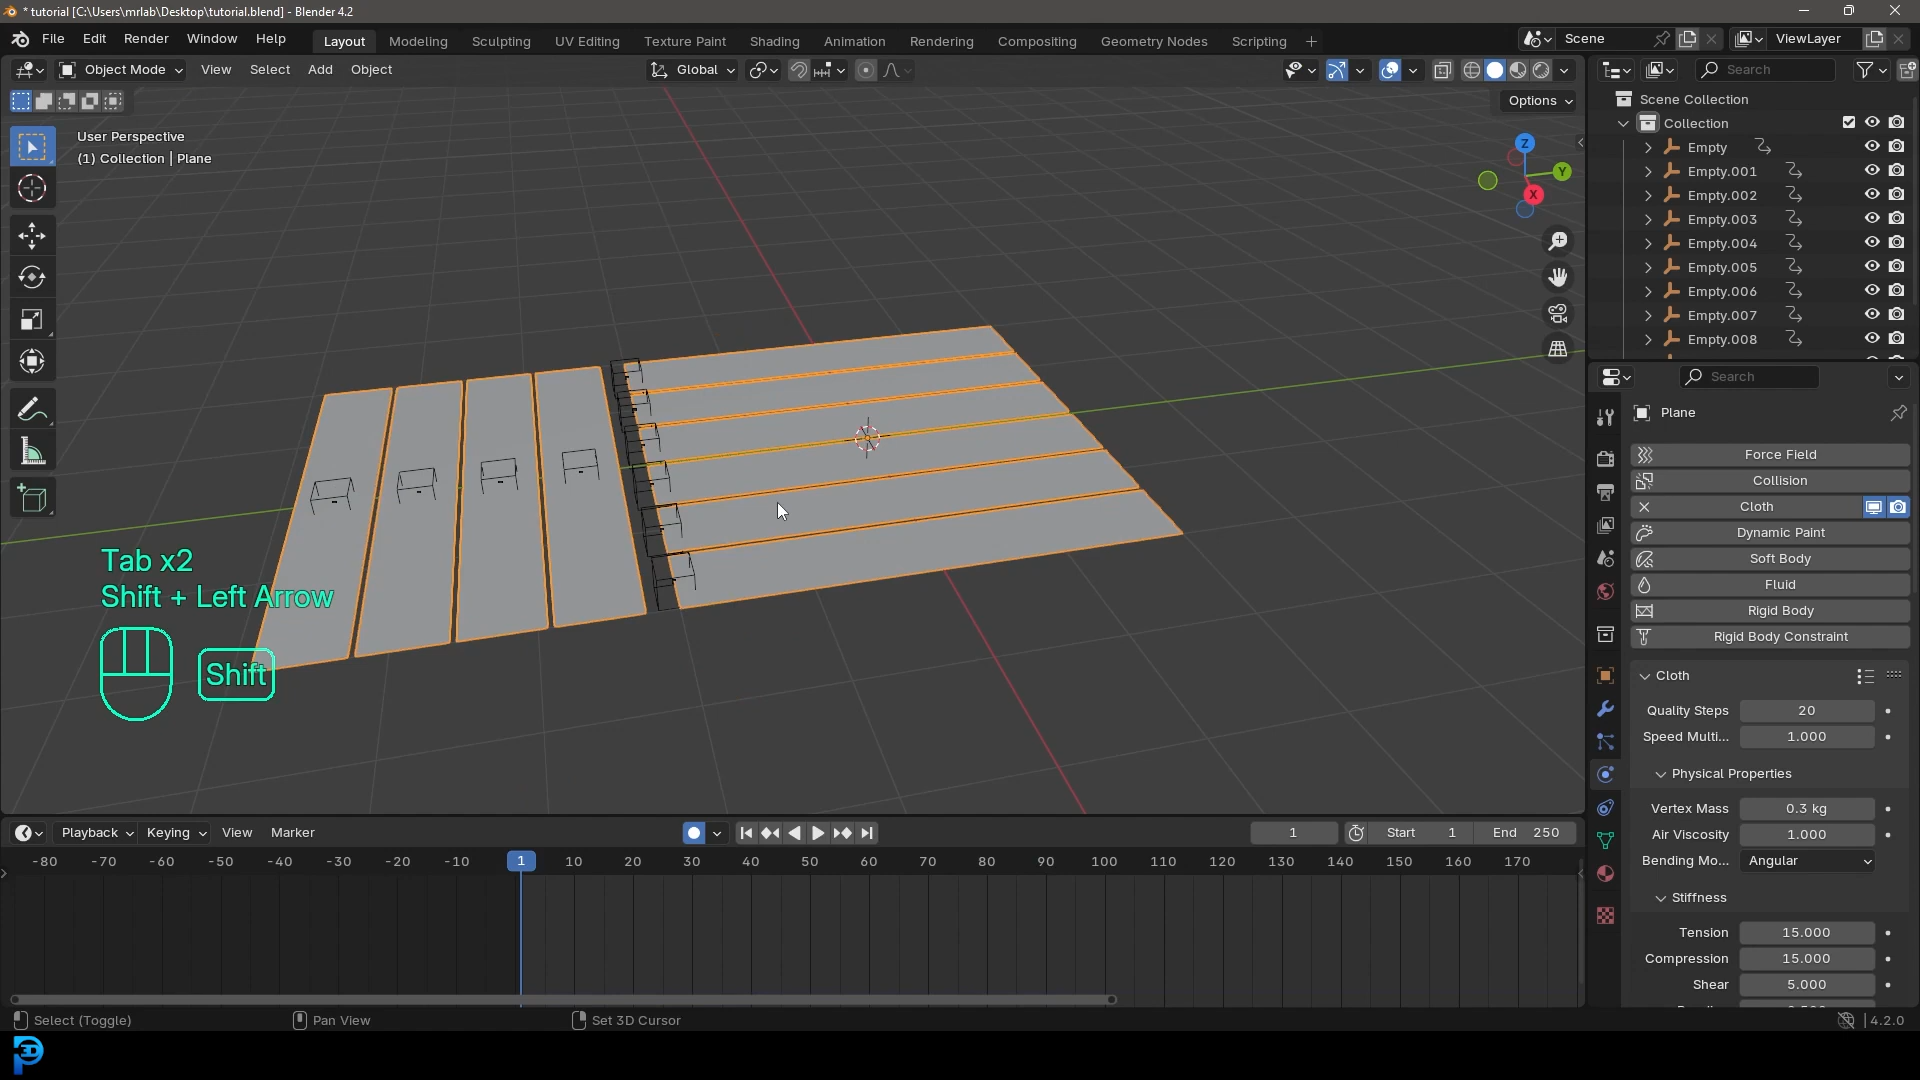 * tutorial [C:\Users\mrlab\Desktop\tutorial.blend] - Blender 4.2
File Edit Render Window Help Layout Modeling Sculpting UV Editing Texture Paint Shading Animation Rendering Compositing Geometry Nodes Scripting + Scene ViewLayer
Object Mode View Select Add Object Global Search
Options
User Perspective
(1) Collection | Plane
Z
Y
X
Scene Collection
Collection
Empty
Empty.001
Empty.002
Empty.003
Empty.004
Empty.005
Empty.006
Empty.007
Empty.008
Search
Plane
Force Field
Collision
Cloth
Dynamic Paint
Soft Body
Fluid
Rigid Body
Rigid Body Constraint
Cloth
Quality Steps 20
Speed Multi... 1.000
Physical Properties
Vertex Mass 0.3 kg
Air Viscosity 1.000
Bending Mo... Angular
Stiffness
Tension 15.000
Compression 15.000
Shear 5.000
Tab x2
Shift + Left Arrow
Shift
Playback Keying View Marker 1 Start 1 End 250
-80 -70 -60 -50 -40 -30 -20 -10 1 10 20 30 40 50 60 70 80 90 100 110 120 130 140 150 160 170
Select (Toggle) Pan View Set 3D Cursor 4.2.0